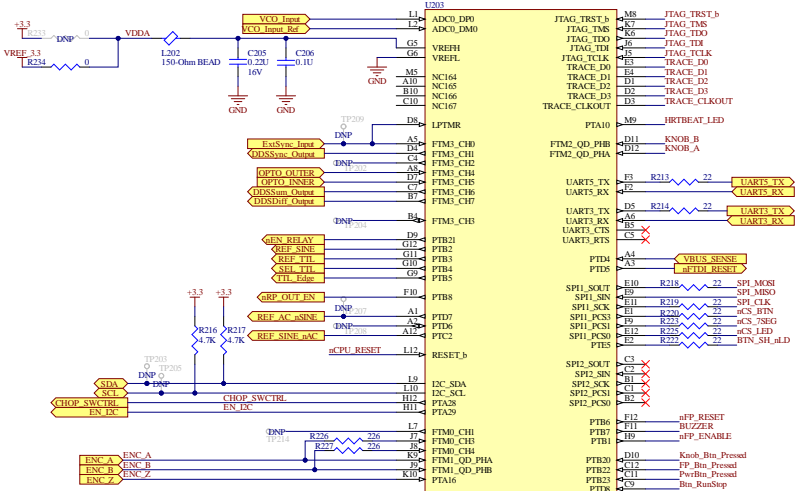 U203
R233 DNP 0
VDDA
VREF_3.3
R234 0
L202
150-Ohm BEAD
C205
0.22U
16V
C206
0.1U
GND
GND
GND
VCO_Input L1 ADC0_DP0
VCO_Input_Ref L2 ADC0_DM0
G5 VREFH
G6 VREFL
M5 NC164
A10 NC165
B10 NC166
C10 NC167
TP209
DNP
D8 LPTMR
ExtSync_Input A5 FTM3_CH0
DDSSync_Output D4 FTM3_CH1
DNP C4 FTM3_CH2
TP202
OPTO_OUTER A8 FTM3_CH4
OPTO_INNER D7 FTM3_CH5
DDSSum_Output C7 FTM3_CH6
DDSDiff_Output B7 FTM3_CH7
DNP B4 FTM3_CH3
TP204
nEN_RELAY D9 PTB21
REF_SINE G12 PTB2
REF_TTL G11 PTB3
SEL_TTL G10 PTB4
TTL_Edge G9 PTB5
nRP_OUT_EN F10 PTB8
DNP
TP207
REF_AC_nSINE A1 PTD7
DNP A2 PTD6
TP208
REF_SINE_nAC A12 PTC2
nCPU_RESET L12 RESET_b
+3.3 +3.3
R216 R217
4.7K 4.7K
TP203
TP205
DNP
DNP
SDA L9 I2C_SDA
SCL L10 I2C_SCL
CHOP_SWCTRL CHOP_SWCTRL H12 PTA28
EN_I2C EN_I2C H11 PTA29
DNP L7 FTM0_CH1
TP214
R226 226 J7 FTM0_CH3
R227 226 J8 FTM0_CH4
ENC_A ENC_A K9 FTM1_QD_PHA
ENC_B ENC_B J9 FTM1_QD_PHB
ENC_Z ENC_Z K10 PTA16
JTAG_TRST_b M8 JTAG_TRST
JTAG_TMS K7 JTAG_TMS
JTAG_TDO K6 JTAG_TDO
JTAG_TDI J6 JTAG_TDI
JTAG_TCLK J5 JTAG_TCLK
TRACE_D0 E3 TRACE_D0
TRACE_D1 E4 TRACE_D1
TRACE_D2 D1 TRACE_D2
TRACE_D3 D2 TRACE_D3
TRACE_CLKOUT D3 TRACE_CLKOUT
PTA10 M9 HRTBEAT_LED
FTM2_QD_PHB D11 KNOB_B
FTM2_QD_PHA D12 KNOB_A
UART5_TX F3 R213 22 UART5_TX
UART5_RX F2 UART5_RX
UART3_TX D5 R214 22 UART3_TX
UART3_RX A6 UART3_RX
UART3_CTS B5
UART3_RTS C5
PTD4 A4 VBUS_SENSE
PTD5 A3 nFTDI_RESET
SPI1_SOUT E10 R218 22 SPI_MOSI
SPI1_SIN E9 SPI_MISO
SPI1_SCK E11 R219 22 SPI_CLK
SPI1_PCS3 E1 R220 22 nCS_BTN
SPI1_PCS1 F9 R223 22 nCS_7SEG
SPI1_PCS0 E12 R225 22 nCS_LED
PTE5 E2 R222 22 BTN_SH_nLD
SPI2_SOUT C3
SPI2_SIN C2
SPI2_SCK B1
SPI2_PCS1 C1
SPI2_PCS0 B2
PTB6 F12 nFP_RESET
PTB7 F11 BUZZER
PTB1 H9 nFP_ENABLE
PTB20 D10 Knob_Btn_Pressed
PTB22 C12 FP_Btn_Pressed
PTB23 C11 PwrBtn_Pressed
PTD8 C9 Btn_RunStop